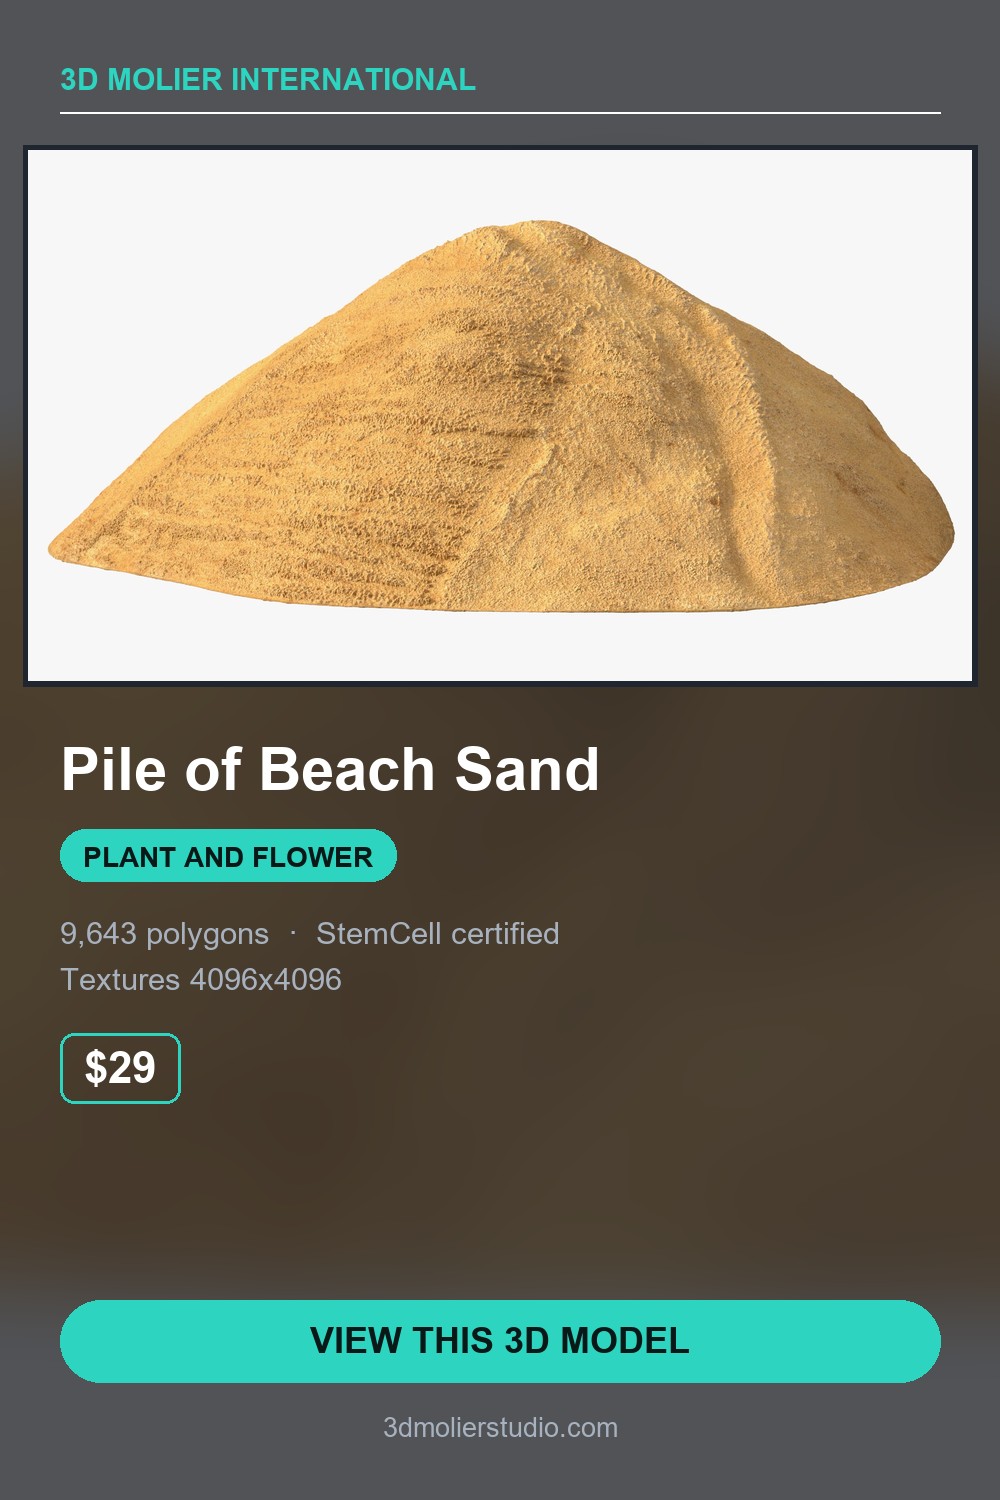 3D MOLIER INTERNATIONAL
Pile of Beach Sand
PLANT AND FLOWER
9,643 polygons · StemCell certified
Textures 4096x4096
$29
VIEW THIS 3D MODEL
3dmolierstudio.com